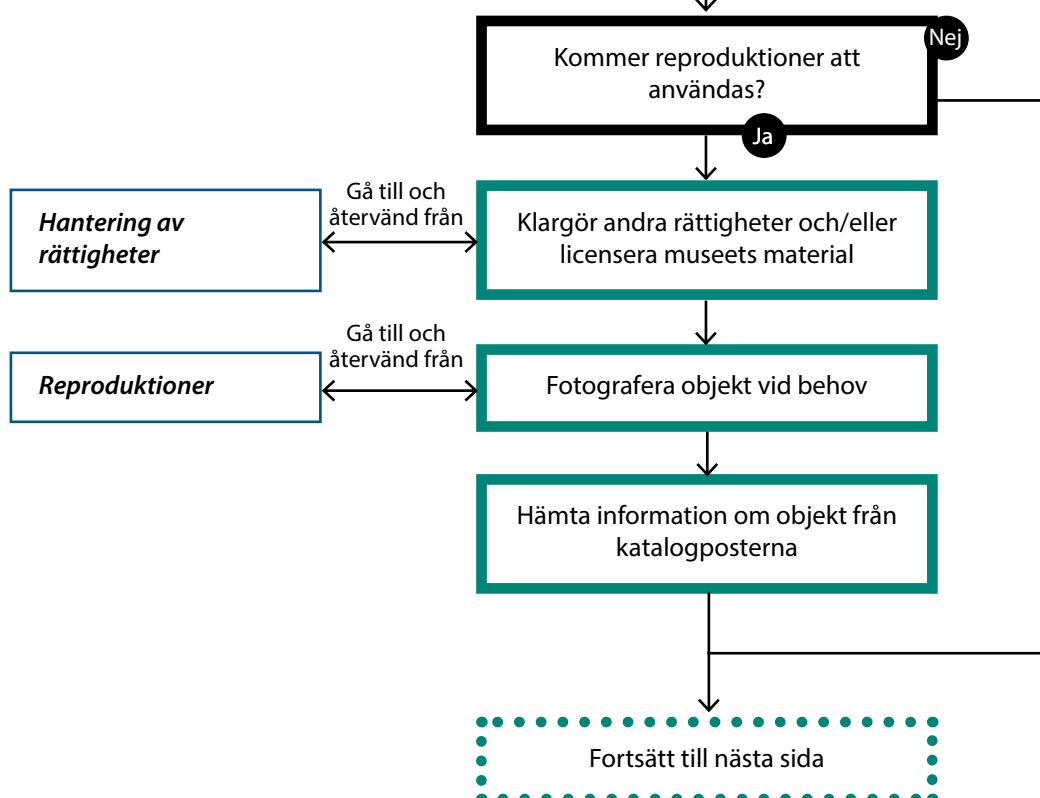 Kommer reproduktioner att
användas?
Nej
Ja
Hantering av
rättigheter
Gå till och
återvänd från
Klargör andra rättigheter och/eller
licensera museets material
Reproduktioner
Gå till och
återvänd från
Fotografera objekt vid behov
Hämta information om objekt från
katalogposterna
Fortsätt till nästa sida